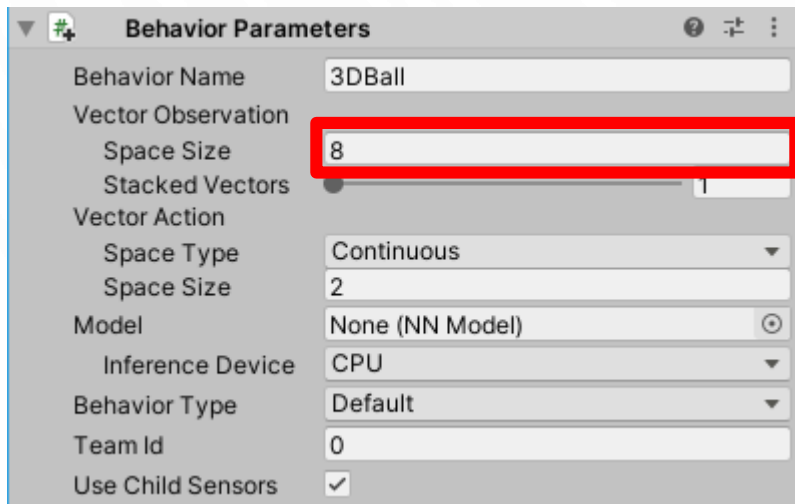 Behavior Parameters
Behavior Name 3DBall
Vector Observation
Space Size 8
Stacked Vectors 1
Vector Action
Space Type Continuous
Space Size 2
Model None (NN Model)
Inference Device CPU
Behavior Type Default
Team Id 0
Use Child Sensors